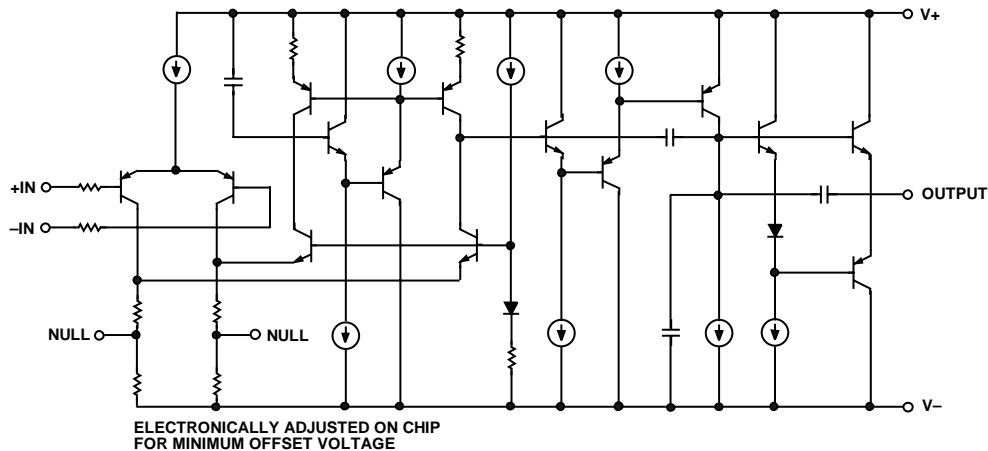 V+
+IN
–IN
OUTPUT
NULL
NULL
V–
ELECTRONICALLY ADJUSTED ON CHIP
FOR MINIMUM OFFSET VOLTAGE